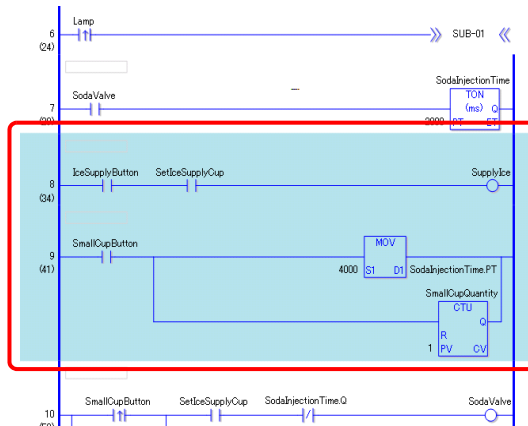 Lamp
6
(24)
SUB-01
SodaInjectionTime
SodaValve
TON
(ms) Q
7
2000 PT ET
IceSupplyButton SetIceSupplyCup SupplyIce
8
(34)
SmallCupButton
MOV
9
(41)
4000 S1 D1 SodaInjectionTime.PT
SmallCupQuantity
CTU
Q
R
1 PV CV
SmallCupButton SetIceSupplyCup SodaInjectionTime.Q SodaValve
10